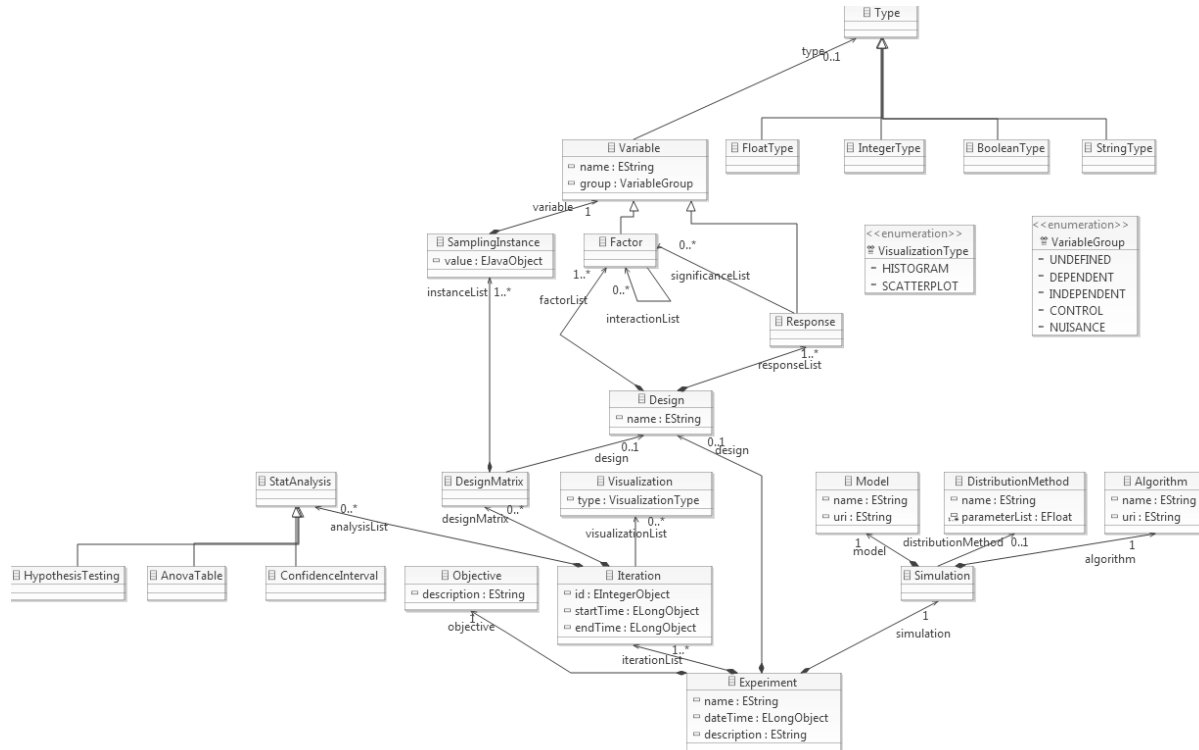 Type
type
0..1
Variable
name : EString
group : VariableGroup
FloatType
IntegerType
BooleanType
StringType
variable
1
SamplingInstance
value : EJavaObject
instanceList
1..*
Factor
1..*
factorList
0..*
interactionList
0..*
significanceList
<<enumeration>>
VisualizationType
HISTOGRAM
SCATTERPLOT
<<enumeration>>
VariableGroup
UNDEFINED
DEPENDENT
INDEPENDENT
CONTROL
NUISANCE
Response
1..*
responseList
Design
name : EString
0..1
design
0..1
design
StatAnalysis
0..*
analysisList
DesignMatrix
0..*
designMatrix
Visualization
type : VisualizationType
0..*
visualizationList
Model
name : EString
uri : EString
1
model
DistributionMethod
name : EString
parameterList : EFloat
distributionMethod
0..1
Algorithm
name : EString
uri : EString
1
algorithm
HypothesisTesting
AnovaTable
ConfidenceInterval
Objective
description : EString
1
objective
Iteration
id : EIntegerObject
startTime : ELongObject
endTime : ELongObject
1..*
iterationList
Simulation
1
simulation
Experiment
name : EString
dateTime : ELongObject
description : EString